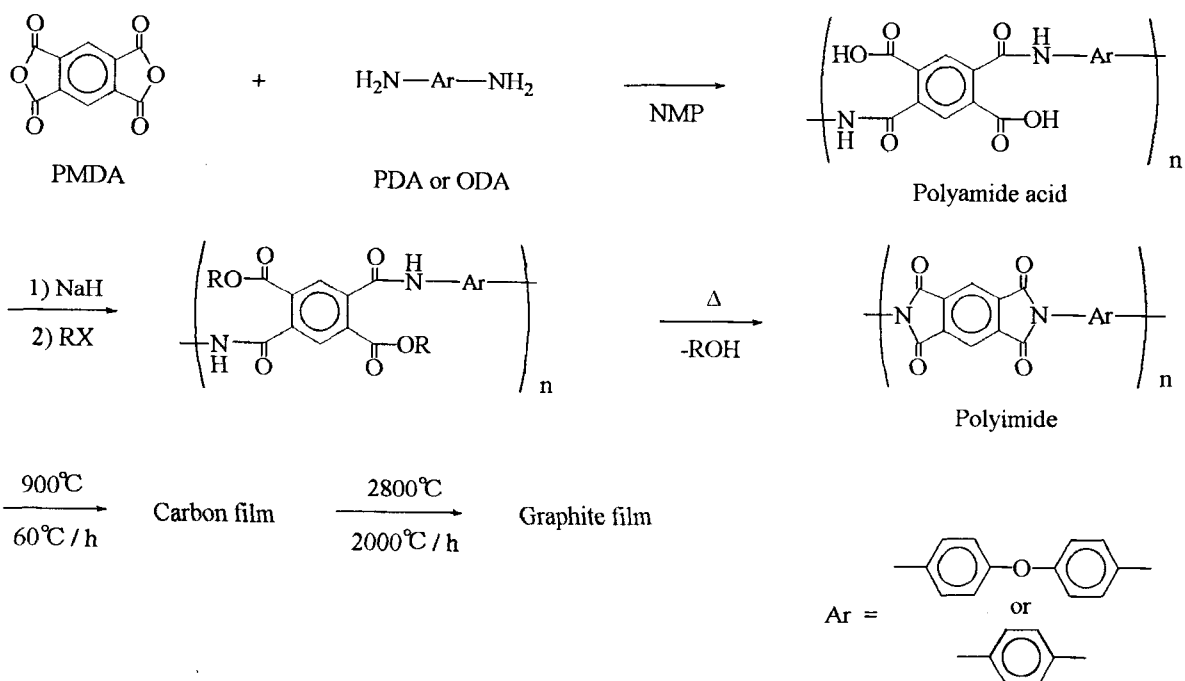 O O
O O
O O
PMDA
+
H₂N—Ar—NH₂
PDA or ODA
NMP
O
HO
O H
N—Ar
N
H
O
O
OH
n
Polyamide acid
1) NaH
2) RX
O
RO
O H
N—Ar
N
H
O
O
OR
n
Δ
-ROH
O O
N N—Ar
O O
n
Polyimide
900℃
60℃ / h
Carbon film
2800℃
2000℃ / h
Graphite film
Ar =
O
or